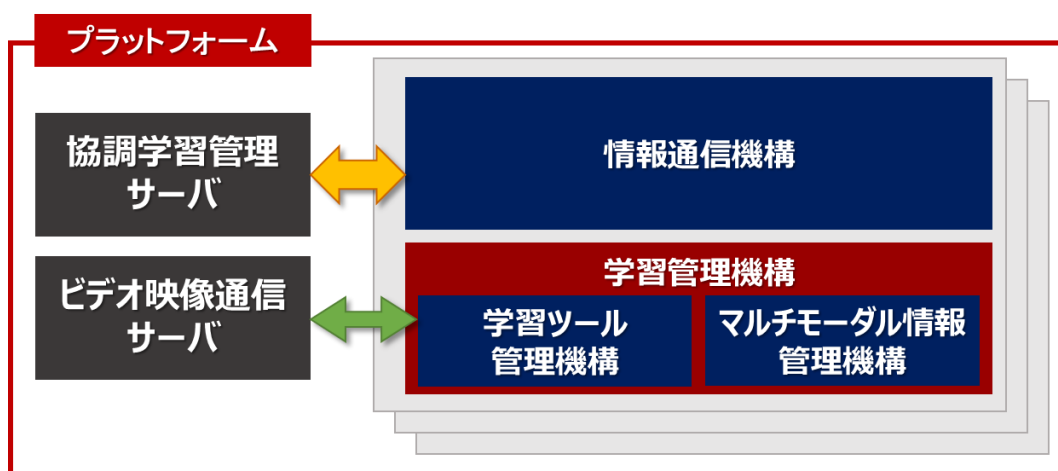 プラットフォーム
協調学習管理
サーバ
情報通信機構
ビデオ映像通信
サーバ
学習管理機構
学習ツール
管理機構
マルチモーダル情報
管理機構